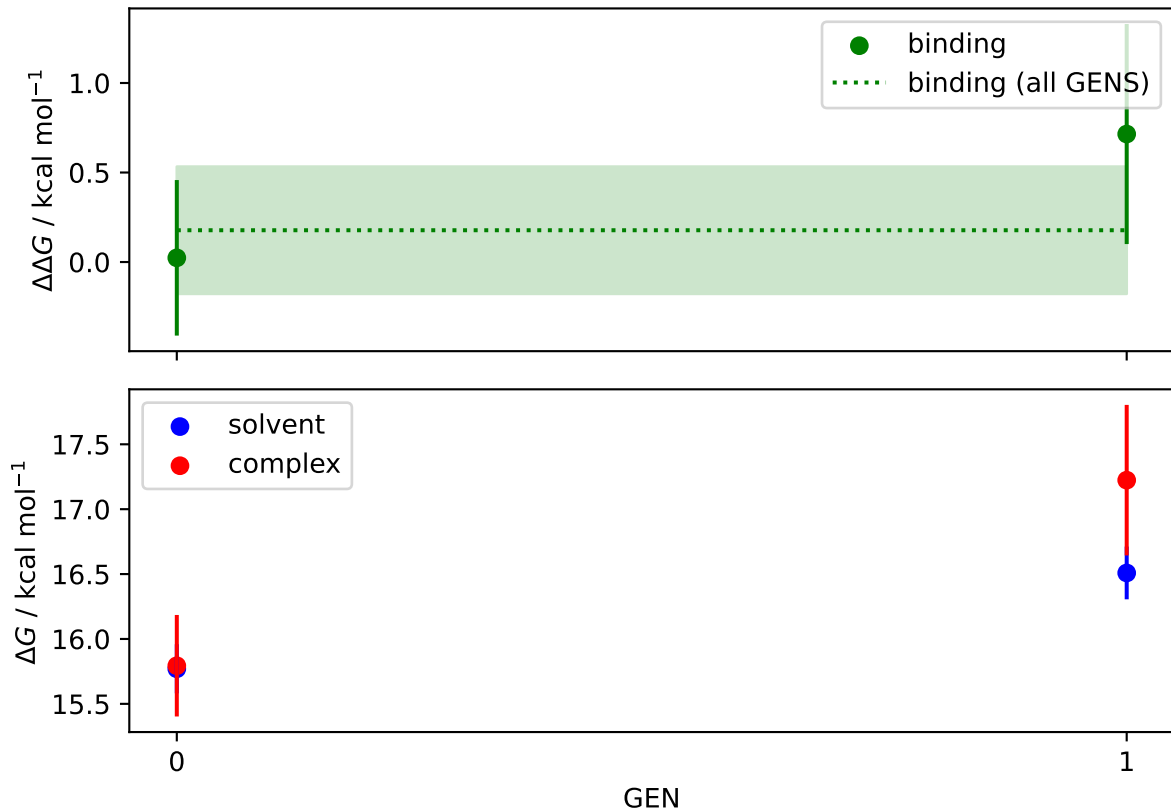 binding
binding (all GENS)
1.0
0.5
0.0
ΔΔG / kcal mol⁻¹
solvent
complex
17.5
17.0
16.5
16.0
15.5
ΔG / kcal mol⁻¹
0
1
GEN